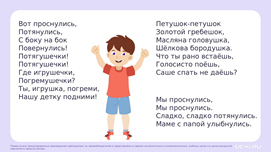 Вот проснулись,
Потянулись,
С боку на бок
Повернулись!
Потягушечки!
Потягушечки!
Где игрушечки,
Погремушечки?
Ты, игрушка, погреми,
Нашу детку подними!
Петушок-петушок
Золотой гребешок,
Масляна головушка,
Шёлкова бородушка.
Что ты рано встаёшь,
Голосисто поёшь,
Саше спать не даёшь?
Мы проснулись,
Мы проснулись.
Сладко, сладко потянулись.
Маме с папой улыбнулись.